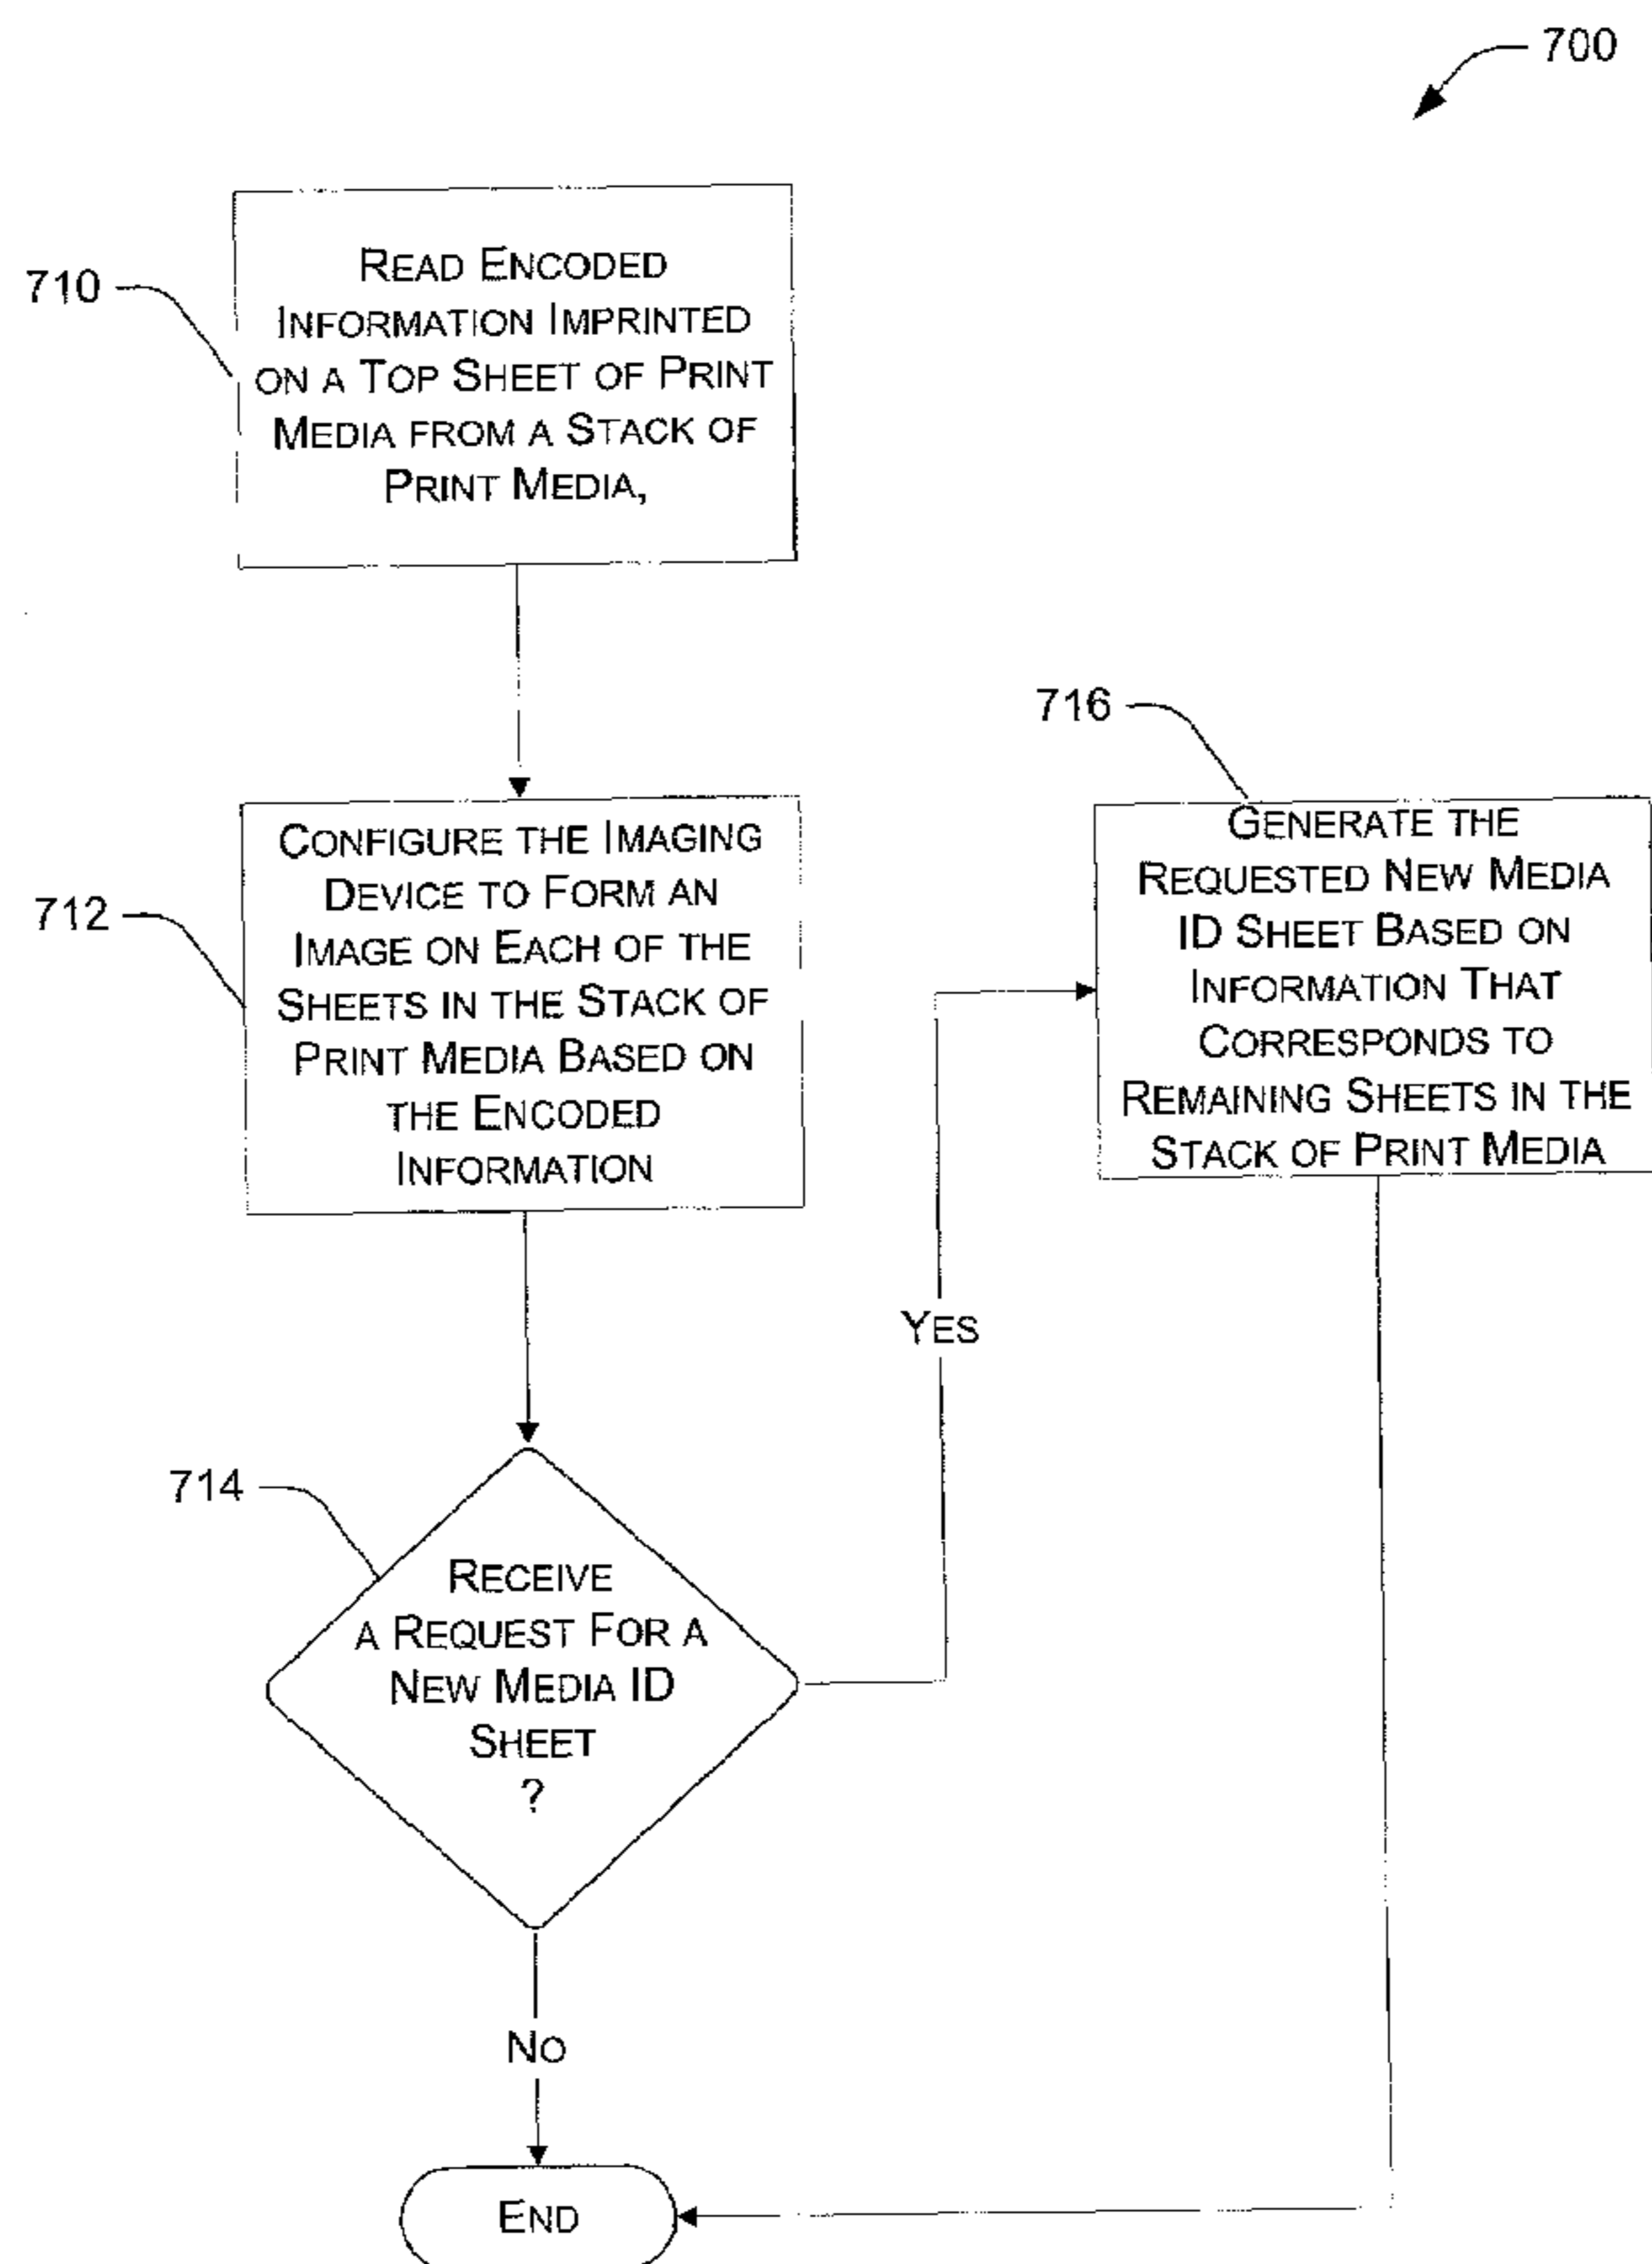 700
710
READ ENCODED
INFORMATION IMPRINTED
ON A TOP SHEET OF PRINT
MEDIA FROM A STACK OF
PRINT MEDIA,
712
CONFIGURE THE IMAGING
DEVICE TO FORM AN
IMAGE ON EACH OF THE
SHEETS IN THE STACK OF
PRINT MEDIA BASED ON
THE ENCODED
INFORMATION
716
GENERATE THE
REQUESTED NEW MEDIA
ID SHEET BASED ON
INFORMATION THAT
CORRESPONDS TO
REMAINING SHEETS IN THE
STACK OF PRINT MEDIA
YES
714
RECEIVE
A REQUEST FOR A
NEW MEDIA ID
SHEET
?
NO
END